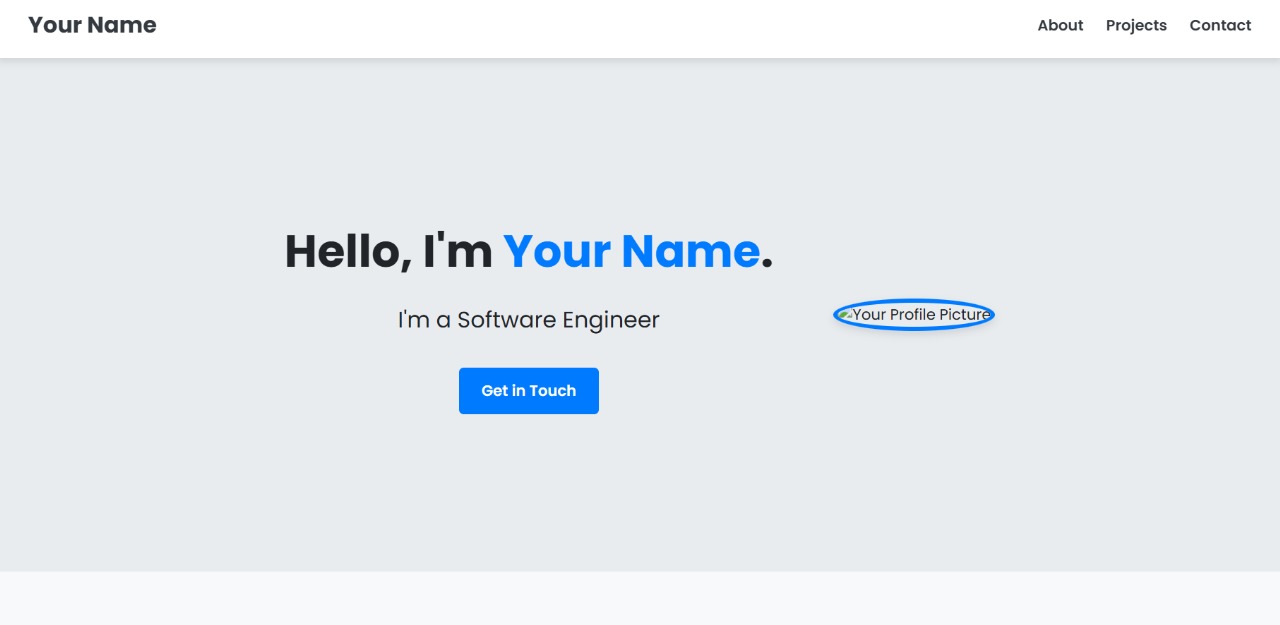 Your Name
About Projects Contact
Hello, I'm Your Name.
I'm a Software Engineer
Your Profile Picture
Get in Touch